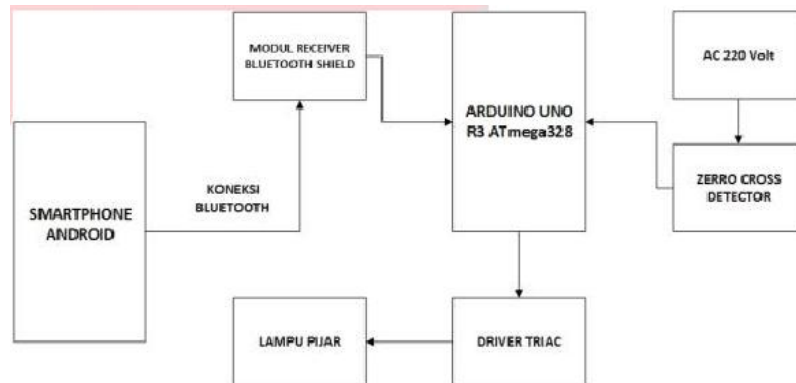 MODUL RECEIVER
BLUETOOTH SHIELD
AC 220 Volt
ARDUINO UNO
R3 ATmega328
KONEKSI
BLUETOOTH
ZERRO CROSS
DETECTOR
SMARTPHONE
ANDROID
LAMPU PIJAR
DRIVER TRIAC